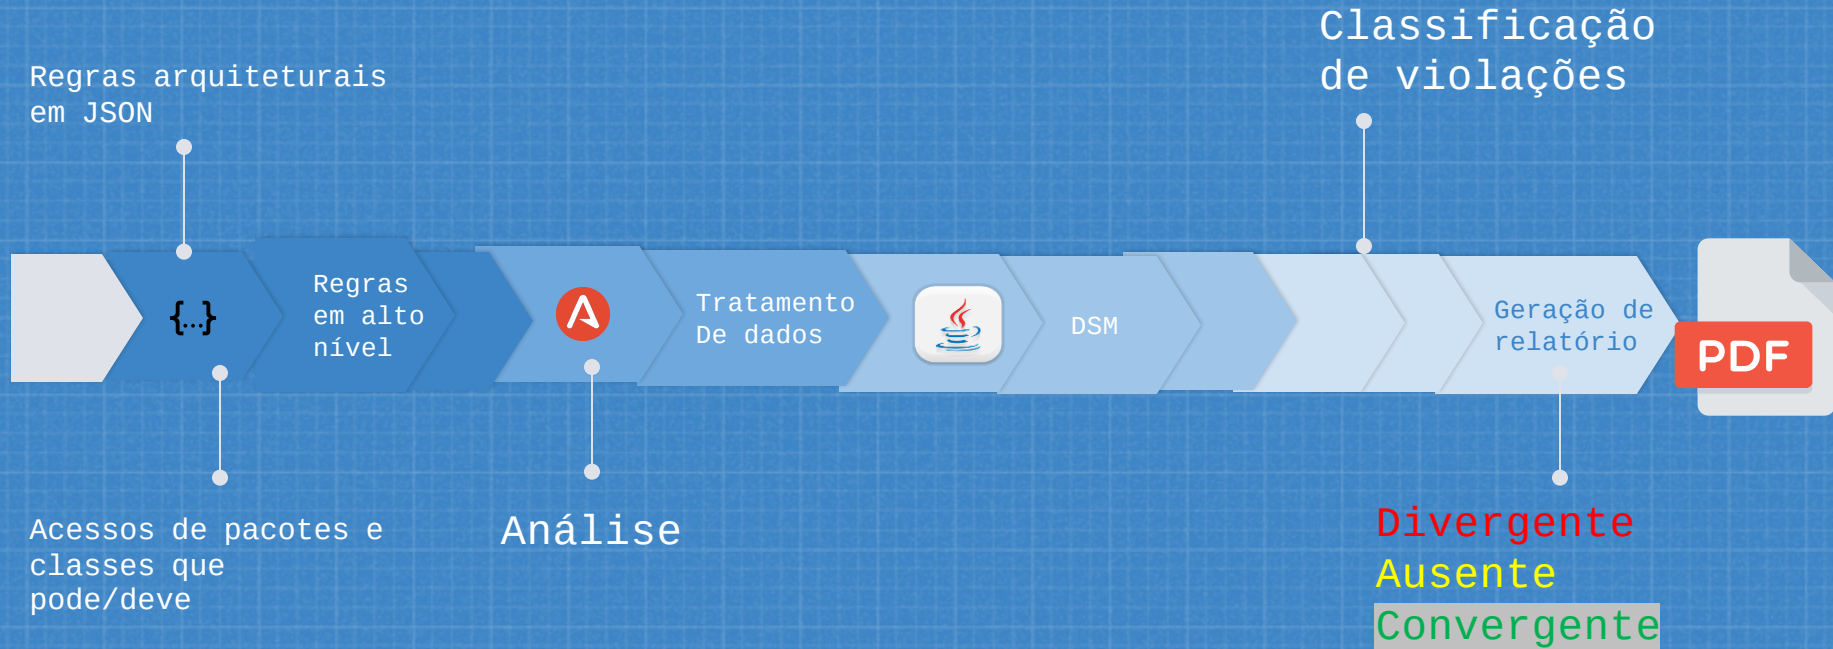 Classificação
de violações
Regras arquiteturais
em JSON
{...}
Regras
em alto
nível
Tratamento
De dados
DSM
Geração de
relatório
PDF
Acessos de pacotes e
classes que
pode/deve
Análise
Divergente
Ausente
Convergente